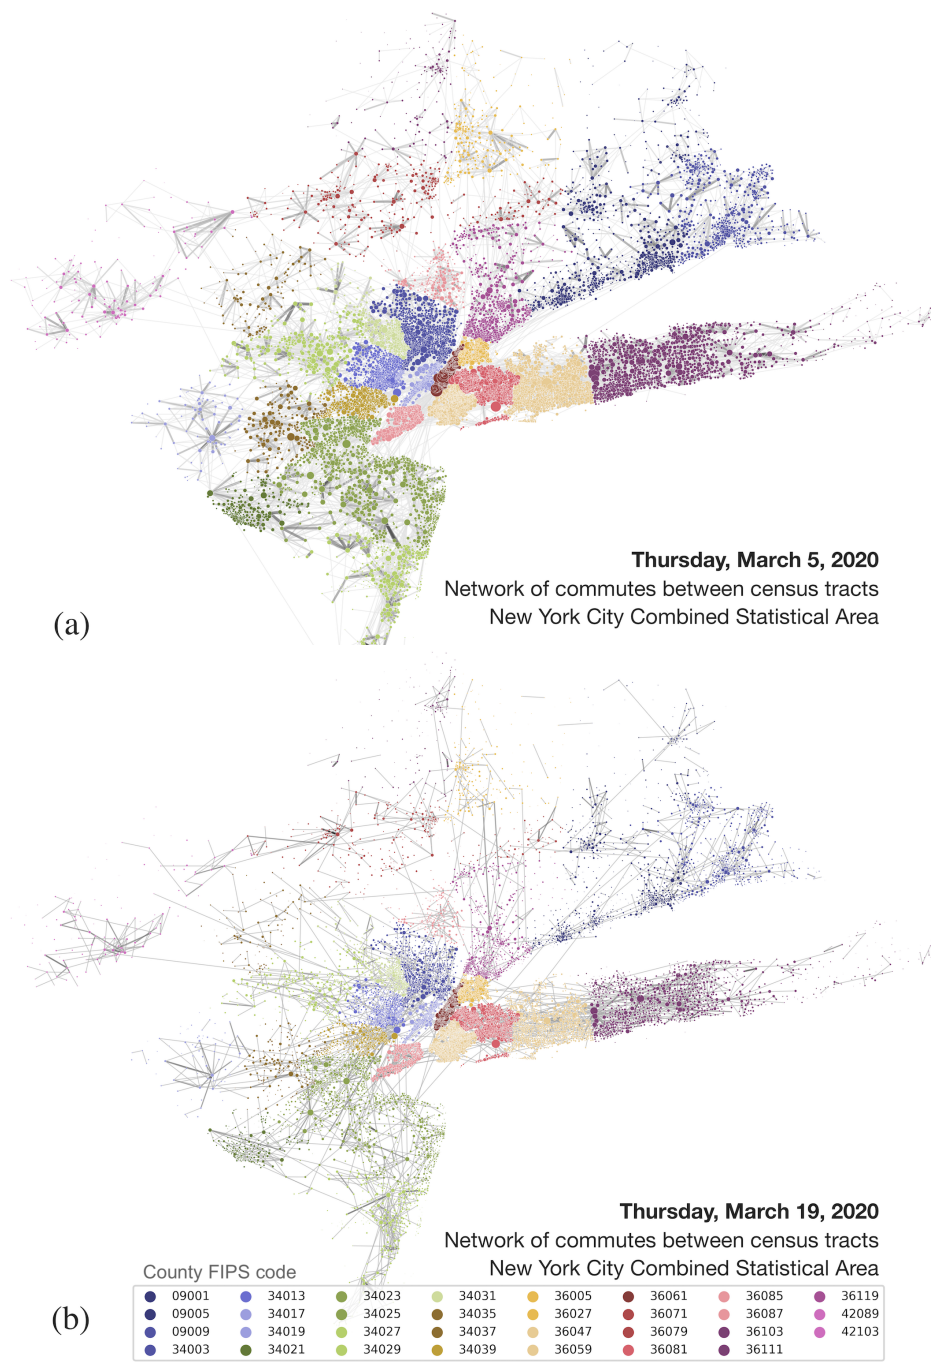 Thursday, March 5, 2020
Network of commutes between census tracts
New York City Combined Statistical Area
(a)
Thursday, March 19, 2020
Network of commutes between census tracts
New York City Combined Statistical Area
County FIPS code
09001 34013 34023 34031 36005 36061 36085 36119
09005 34017 34025 34035 36027 36071 36087 42089
09009 34019 34027 34037 36047 36079 36103 42103
34003 34021 34029 34039 36059 36081 36111
(b)